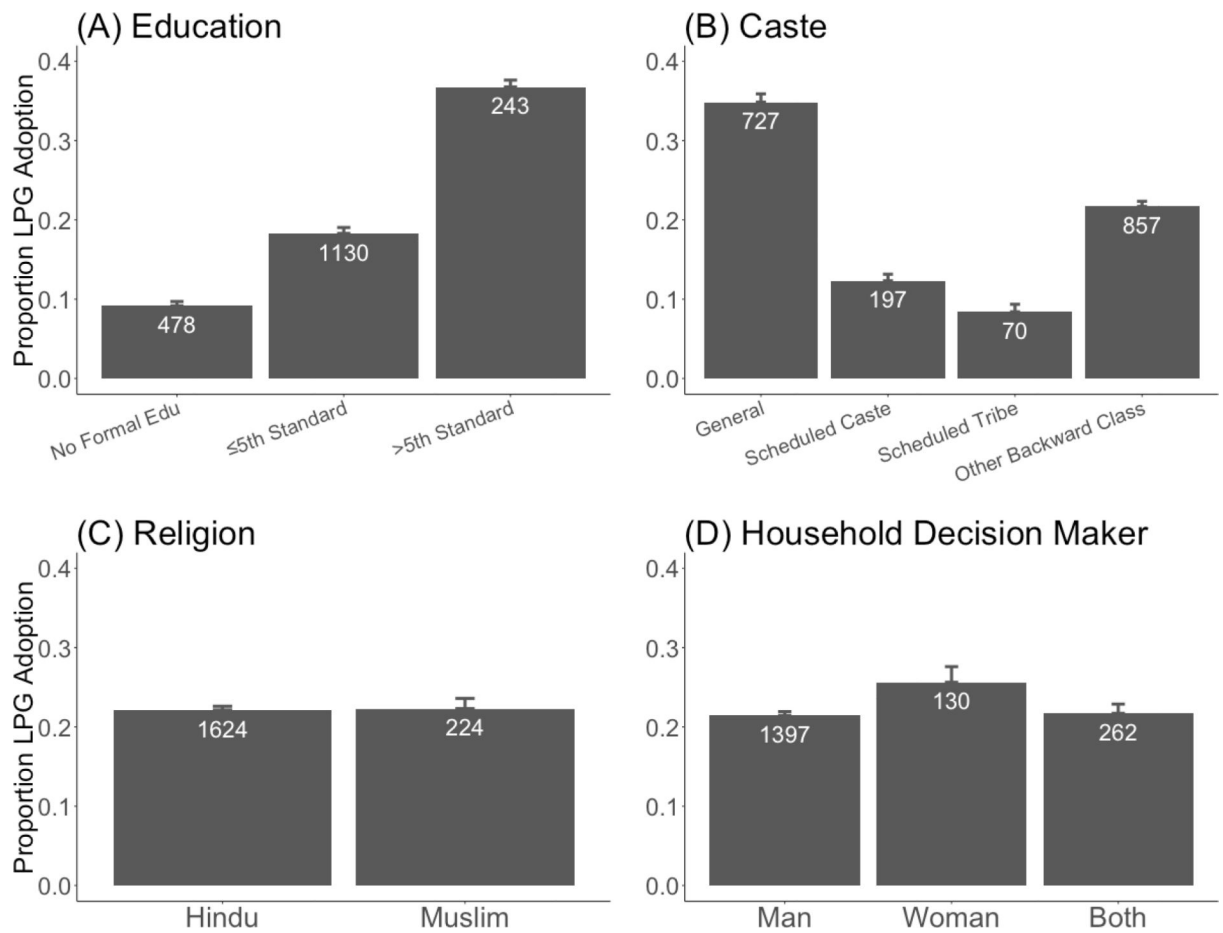 (A) Education
Proportion LPG Adoption
0.4
0.3
0.2
0.1
0.0
478
1130
243
No Formal Edu
≤5th Standard
>5th Standard
(B) Caste
0.4
0.3
0.2
0.1
0.0
727
197
70
857
General
Scheduled Caste
Scheduled Tribe
Other Backward Class
(C) Religion
Proportion LPG Adoption
0.4
0.3
0.2
0.1
0.0
1624
224
Hindu
Muslim
(D) Household Decision Maker
0.4
0.3
0.2
0.1
0.0
1397
130
262
Man
Woman
Both